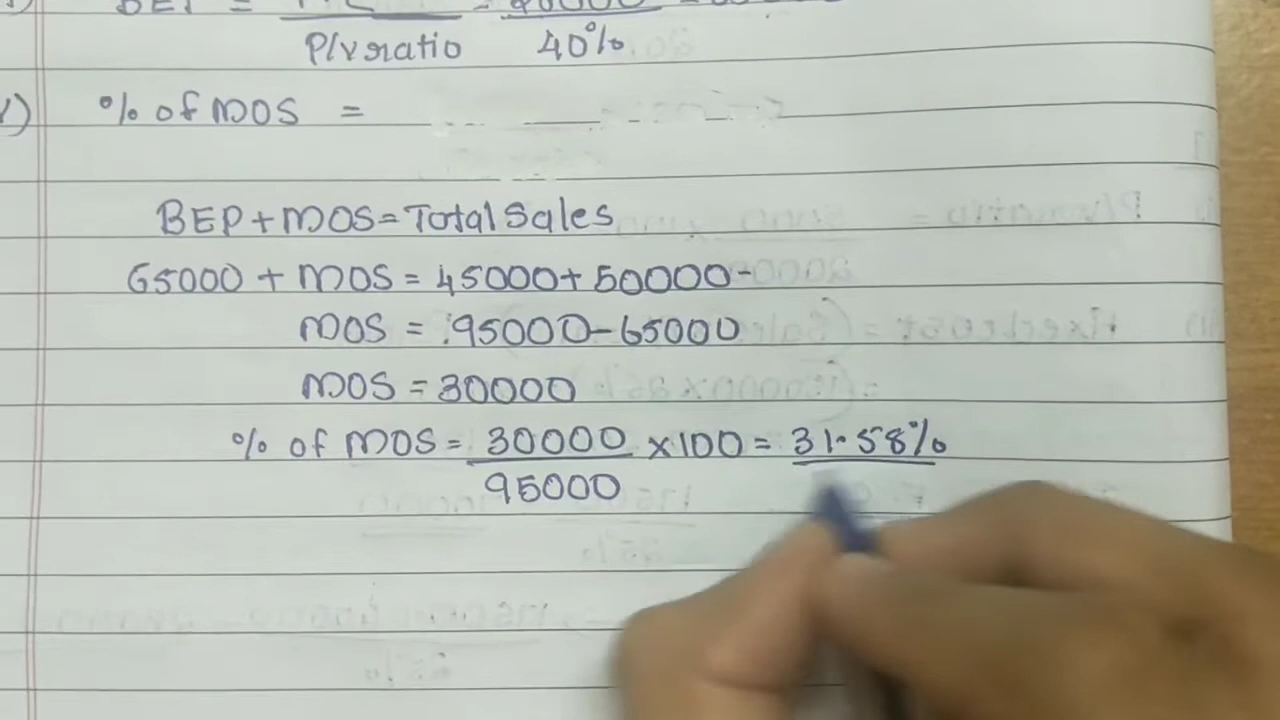 BEP =
P/v ratio 40%
% of MOS =
BEP + MOS = Total Sales
65000 + MOS = 45000 + 50000-
MOS = 95000 - 65000
MOS = 30000
% of MOS = 30000 × 100 = 31.58%
95000